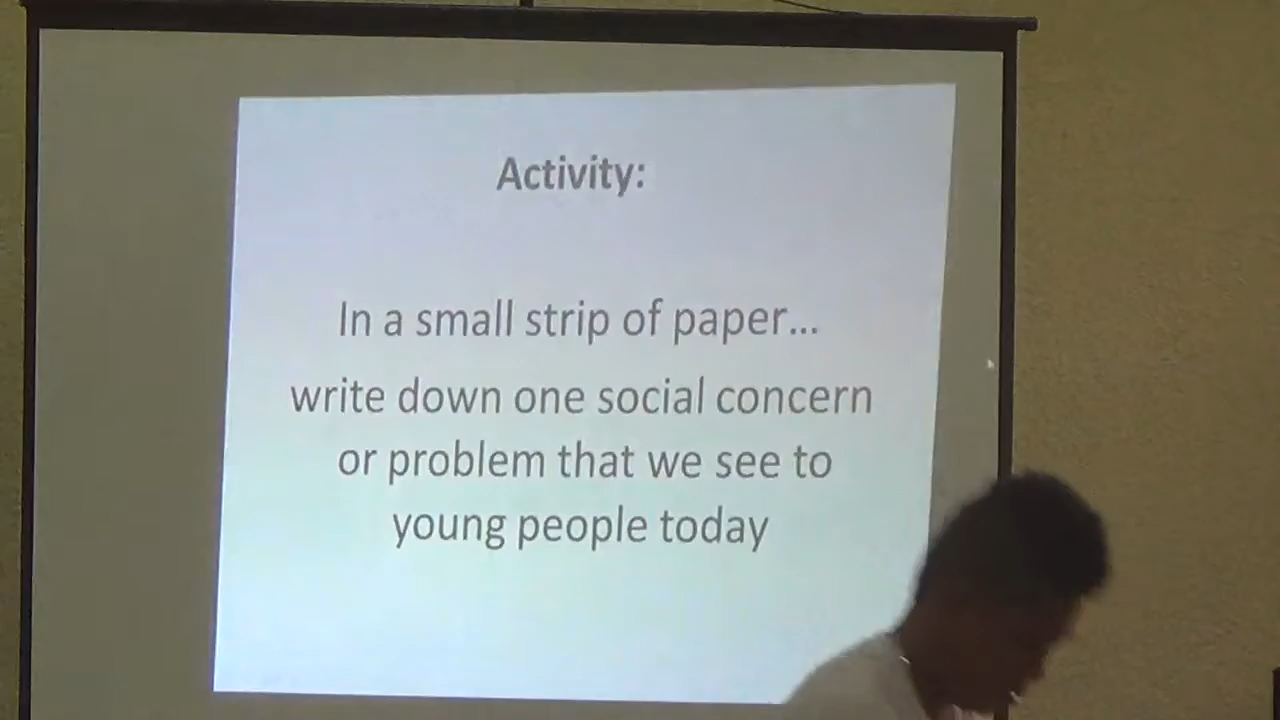 Activity:
In a small strip of paper...
write down one social concern
or problem that we see to
young people today